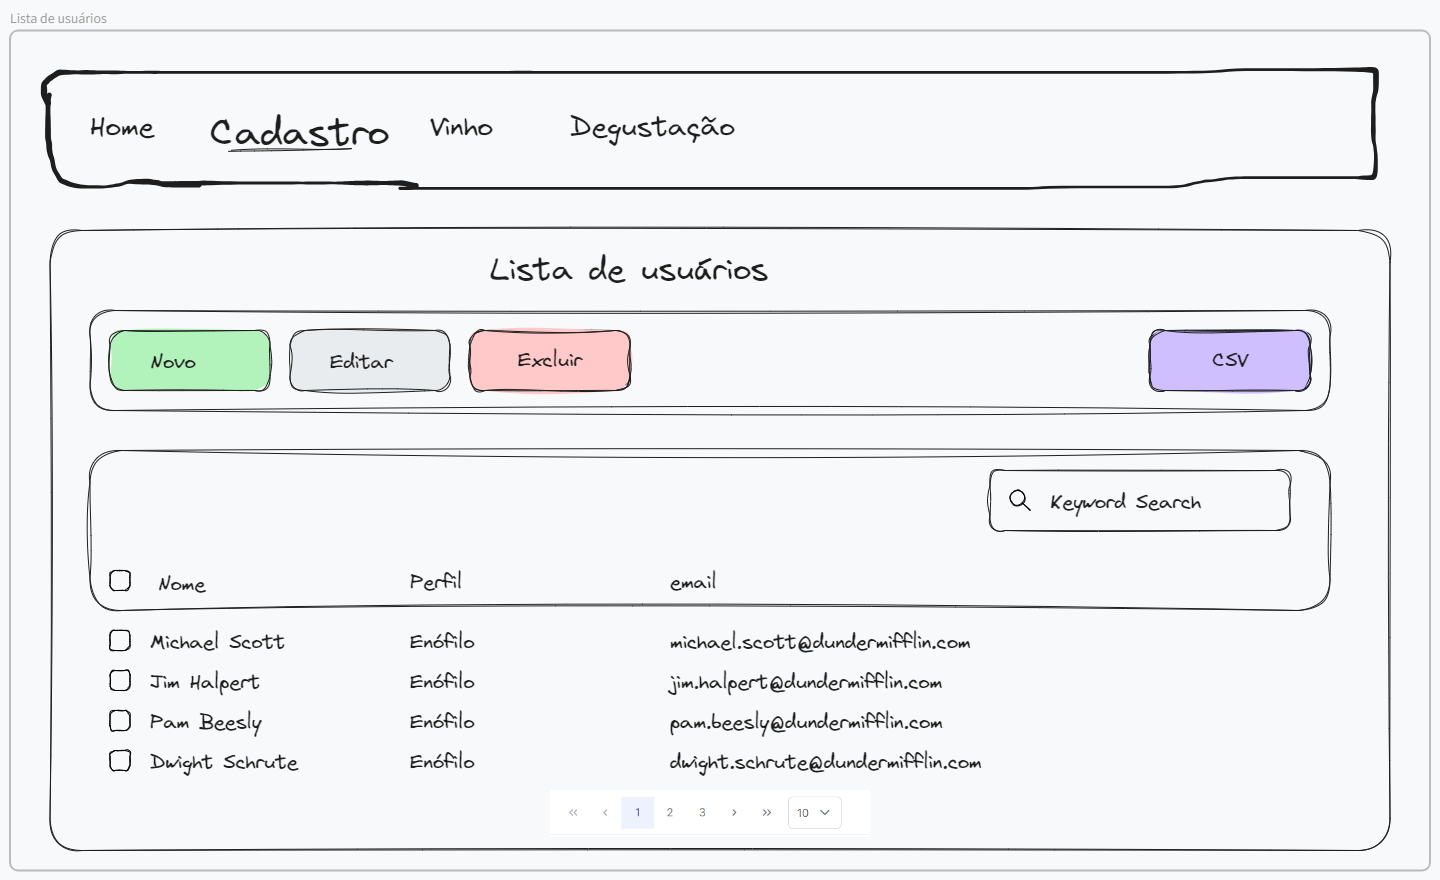 Lista de usuários
Home Cadastro Vinho Degustação
Lista de usuários
Novo Editar Excluir CSV
Keyword Search
Nome Perfil email
Michael Scott Enófilo michael.scott@dundermifflin.com
Jim Halpert Enófilo jim.halpert@dundermifflin.com
Pam Beesly Enófilo pam.beesly@dundermifflin.com
Dwight Schrute Enófilo dwight.schrute@dundermifflin.com
« ‹ 1 2 3 › » 10